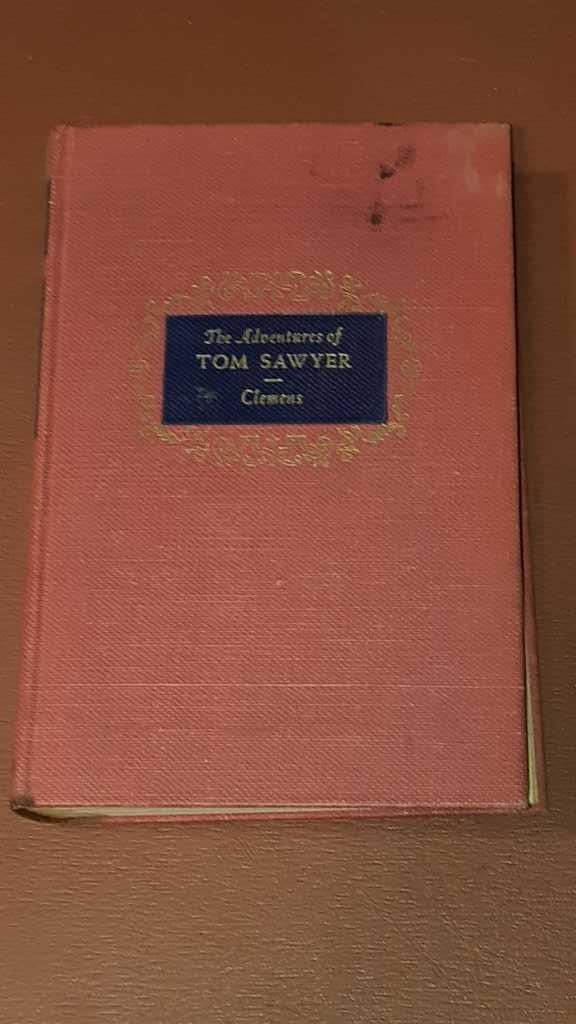 The Adventures of
TOM SAWYER
—
Clemens